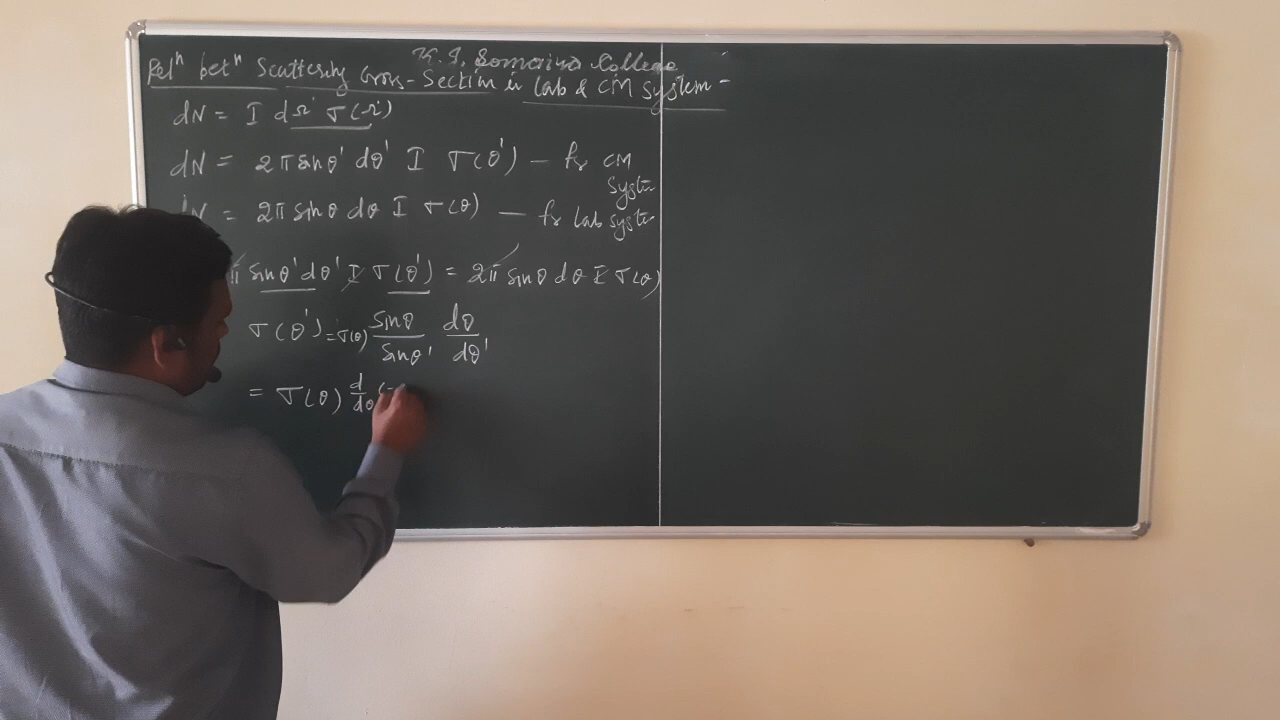 K. J. Somaiya College
Relⁿ betⁿ Scattering Cross-Section in Lab & CM System -
dN = I dΩ' σ(Ω')
dN = 2π sinθ' dθ' I σ(θ') — for CM System
dN = 2π sinθ dθ I σ(θ) — for Lab system
π sinθ' dθ' I σ(θ') = 2π sinθ dθ I σ(θ)
σ(θ') = σ(θ) sinθ/sinθ' dθ/dθ'
= σ(θ) d/dθ (-